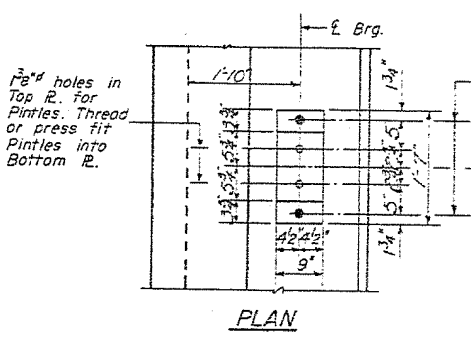 ℄ Brg.
1'-10"
1⅜"ᶲ holes in
Top ℞. for
Pintles. Thread
or press fit
Pintles into
Bottom ℞.
1¾"
5"
5"
1¾"
1'-7"
4½" 4½"
9"
PLAN